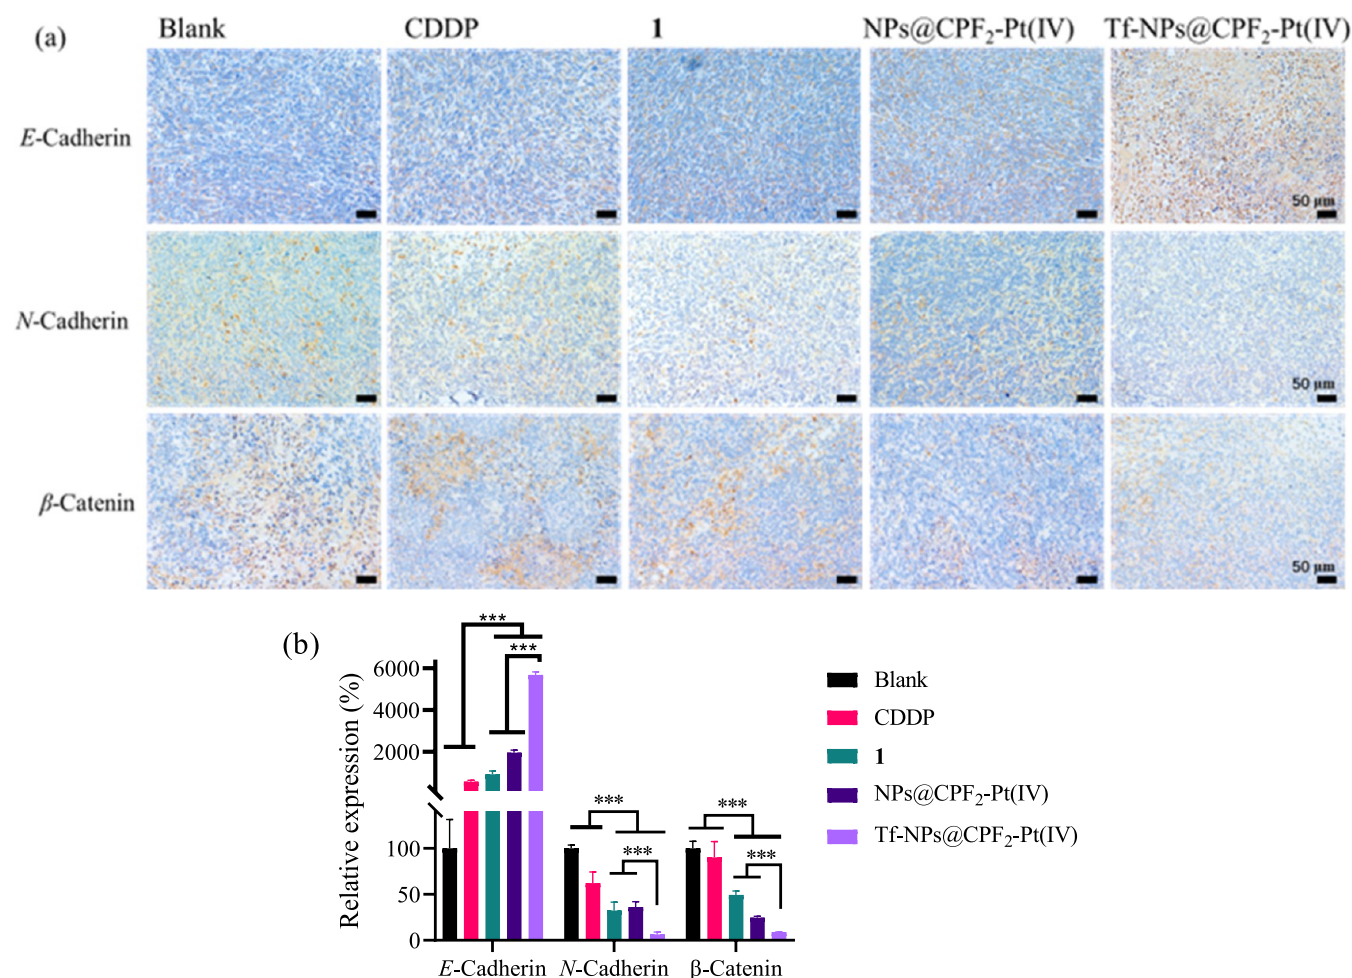 (a)
Blank CDDP 1 NPs@CPF₂-Pt(IV) Tf-NPs@CPF₂-Pt(IV)
E-Cadherin
50 μm
N-Cadherin
50 μm
β-Catenin
50 μm
(b)
Relative expression (%)
6000
4000
2000
100
50
0
***
***
***
***
***
***
E-Cadherin N-Cadherin β-Catenin
Blank
CDDP
1
NPs@CPF₂-Pt(IV)
Tf-NPs@CPF₂-Pt(IV)